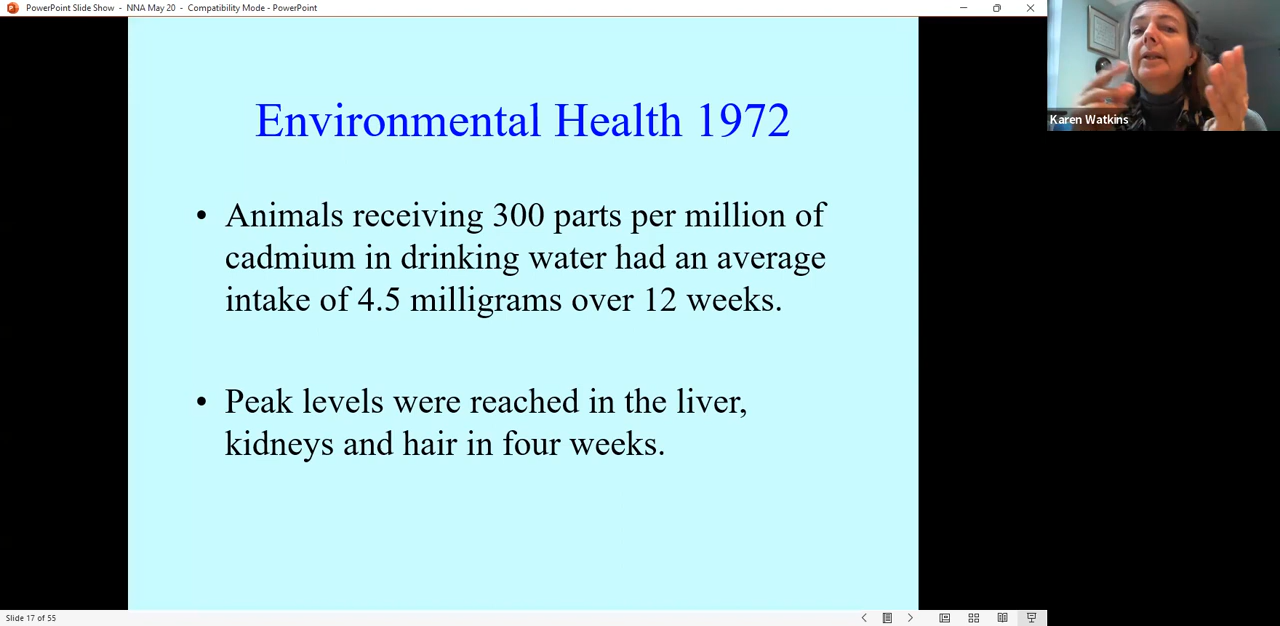 PowerPoint Slide Show - NNA May 20 - Compatibility Mode - PowerPoint
Karen Watkins
Environmental Health 1972
• Animals receiving 300 parts per million of
cadmium in drinking water had an average
intake of 4.5 milligrams over 12 weeks.
• Peak levels were reached in the liver,
kidneys and hair in four weeks.
Slide 17 of 55